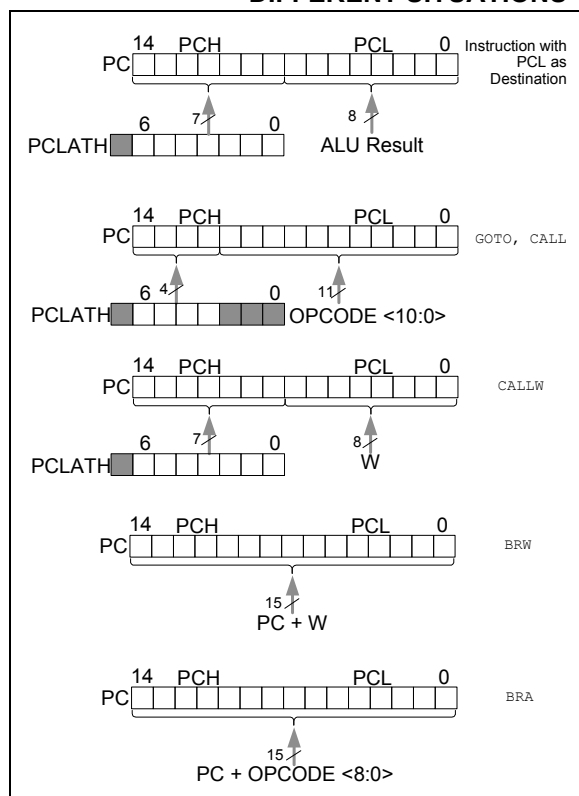 DIFFERENT SITUATIONS
14 PCH PCL 0
PC
Instruction with
PCL as
Destination
7 8
6 0
PCLATH
ALU Result
14 PCH PCL 0
PC
GOTO, CALL
4 11
6 0
PCLATH
OPCODE <10:0>
14 PCH PCL 0
PC
CALLW
7 8
6 0
PCLATH
W
14 PCH PCL 0
PC
BRW
15
PC + W
14 PCH PCL 0
PC
BRA
15
PC + OPCODE <8:0>